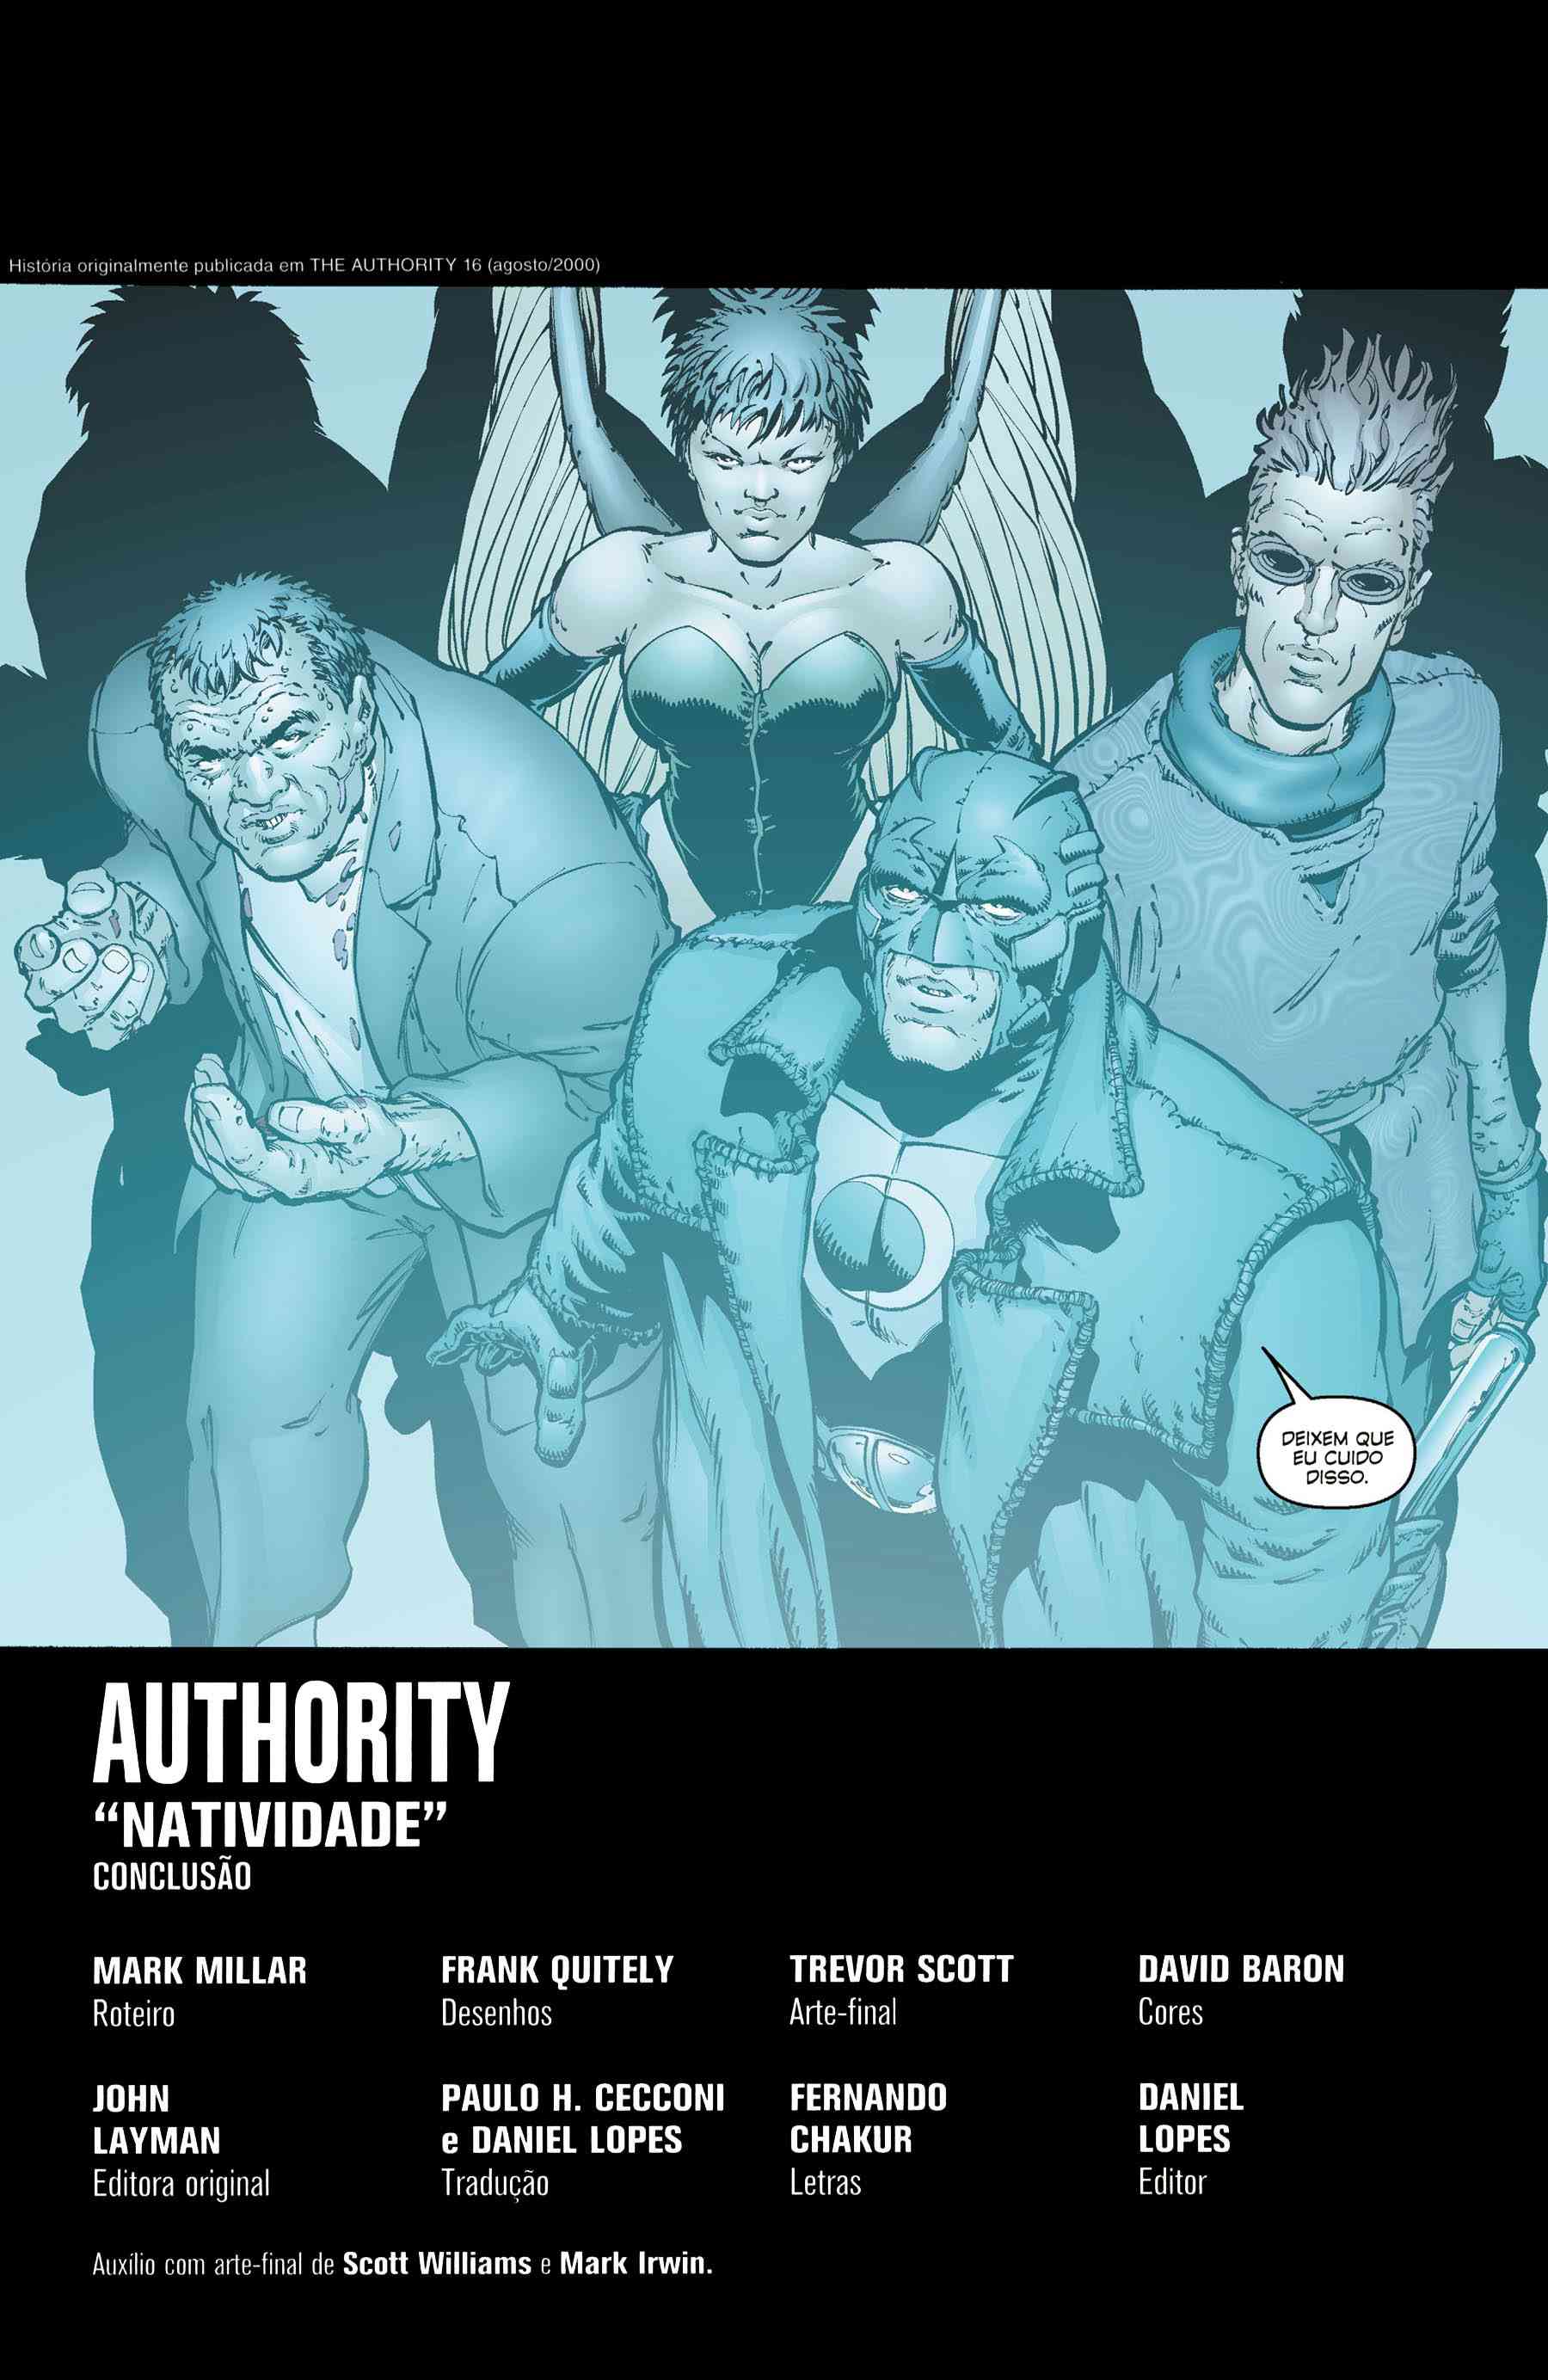 História originalmente publicada em THE AUTHORITY 16 (agosto/2000)
DEIXEM QUE
EU CUIDO
DISSO.
AUTHORITY
“NATIVIDADE”
CONCLUSÃO
MARK MILLAR
Roteiro
FRANK QUITELY
Desenhos
TREVOR SCOTT
Arte-final
DAVID BARON
Cores
JOHN
LAYMAN
Editora original
PAULO H. CECCONI
e DANIEL LOPES
Tradução
FERNANDO
CHAKUR
Letras
DANIEL
LOPES
Editor
Auxílio com arte-final de Scott Williams e Mark Irwin.